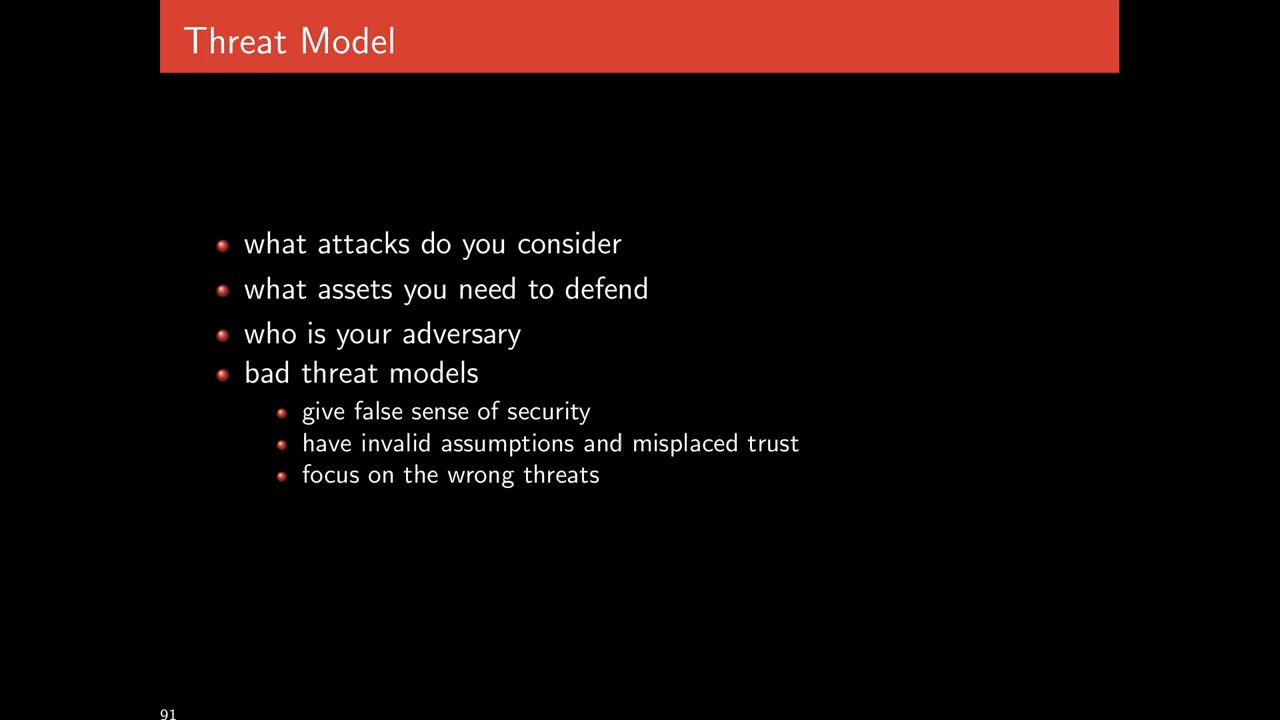 Threat Model
what attacks do you consider
what assets you need to defend
who is your adversary
bad threat models
give false sense of security
have invalid assumptions and misplaced trust
focus on the wrong threats
91